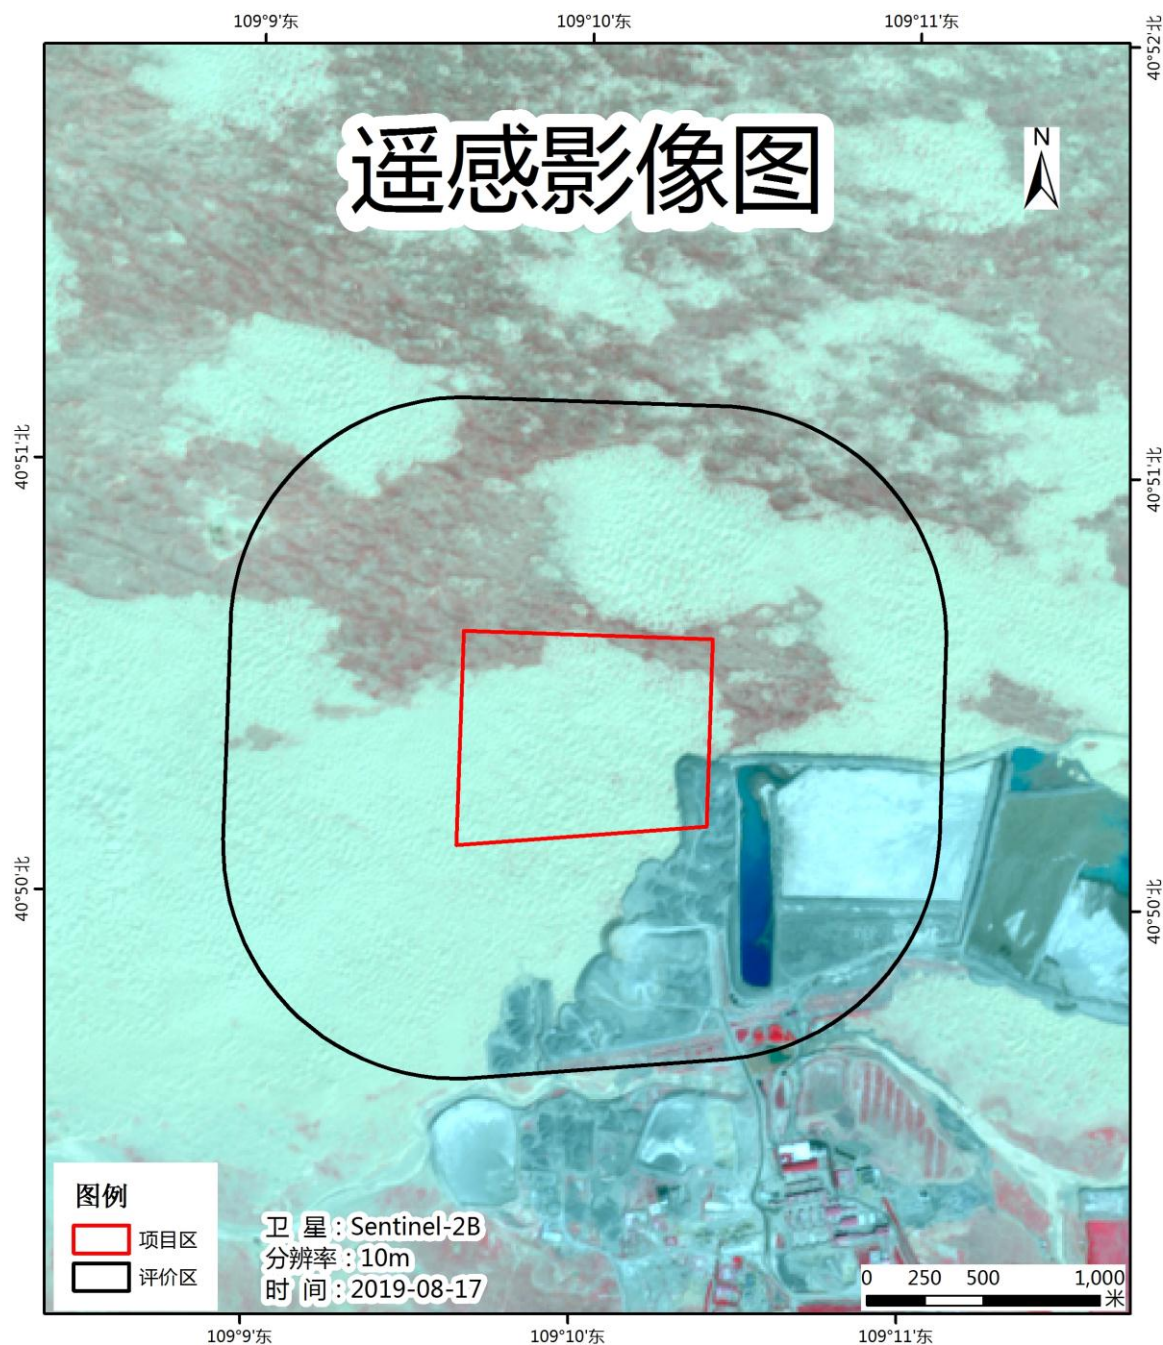 109°9'东
109°10'东
109°11'东
40°52'北
遥感影像图
N
40°51'北
40°51'北
40°50'北
40°50'北
图例
项目区
评价区
卫 星 : Sentinel-2B
分辨率 : 10m
时 间 : 2019-08-17
0 250 500 1,000
米
109°9'东
109°10'东
109°11'东